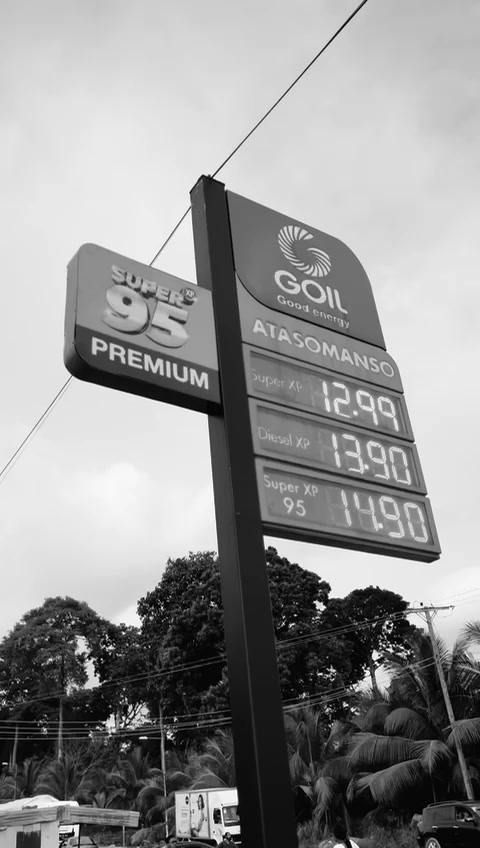 SUPER XP
95
PREMIUM
GOIL
Good energy
ATASOMANSO
Super XP 12.99
Diesel XP 13.90
Super XP
95 14.90